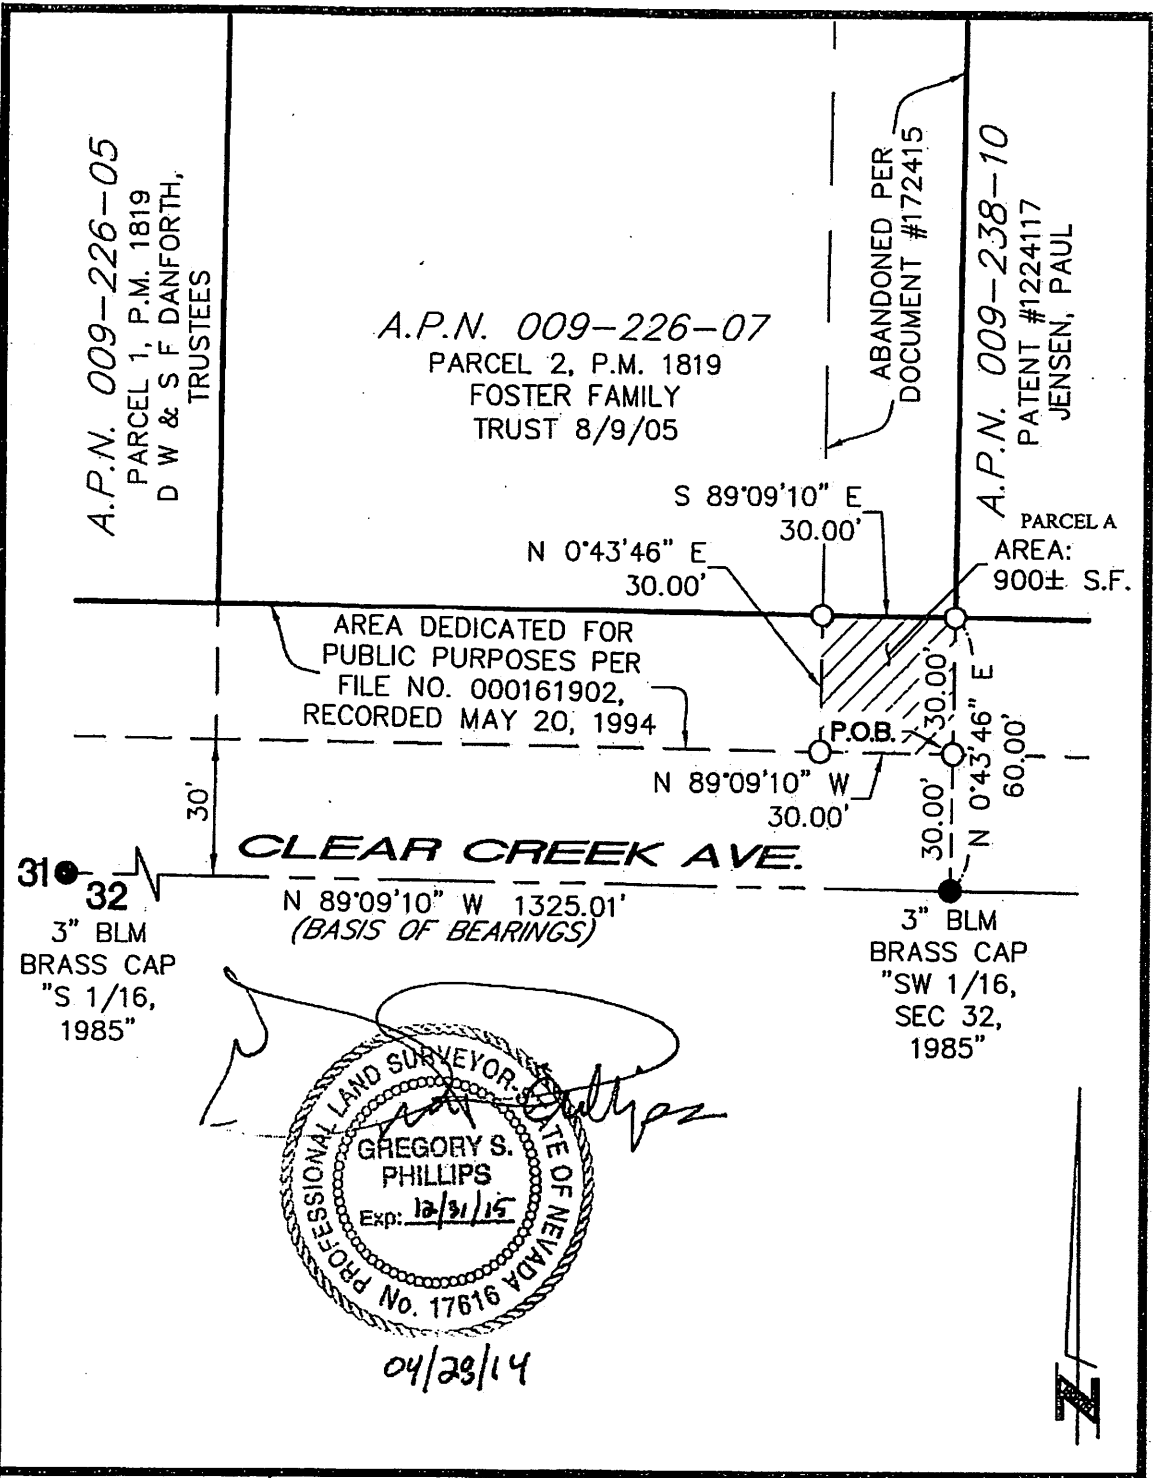 A.P.N. 009-226-05
PARCEL 1, P.M. 1819
D W & S F DANFORTH,
TRUSTEES
A.P.N. 009-226-07
PARCEL 2, P.M. 1819
FOSTER FAMILY
TRUST 8/9/05
ABANDONED PER
DOCUMENT #172415
A.P.N. 009-238-10
PATENT #1224117
JENSEN, PAUL
S 89°09'10" E
30.00'
N 0°43'46" E
30.00'
PARCEL A
AREA:
900± S.F.
AREA DEDICATED FOR
PUBLIC PURPOSES PER
FILE NO. 000161902,
RECORDED MAY 20, 1994
30.00'
P.O.B.
N 0°43'46" E
60.00'
N 89°09'10" W
30.00'
30.00'
30'
CLEAR CREEK AVE.
31
32
N 89°09'10" W 1325.01'
(BASIS OF BEARINGS)
3" BLM
BRASS CAP
"S 1/16,
1985"
3" BLM
BRASS CAP
"SW 1/16,
SEC 32,
1985"
PROFESSIONAL LAND SURVEYOR-STATE OF NEVADA
GREGORY S.
PHILLIPS
Exp: 12/31/15
No. 17616
04/28/14
N